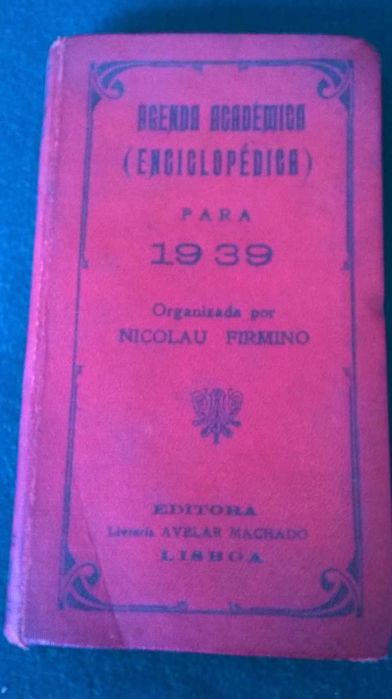 AGENDA ACADÉMICA
(ENCICLOPÉDICA)
PARA
1939
Organizada por
NICOLAU FIRMINO
EDITORA
Livraria AVELAR MACHADO
LISBOA